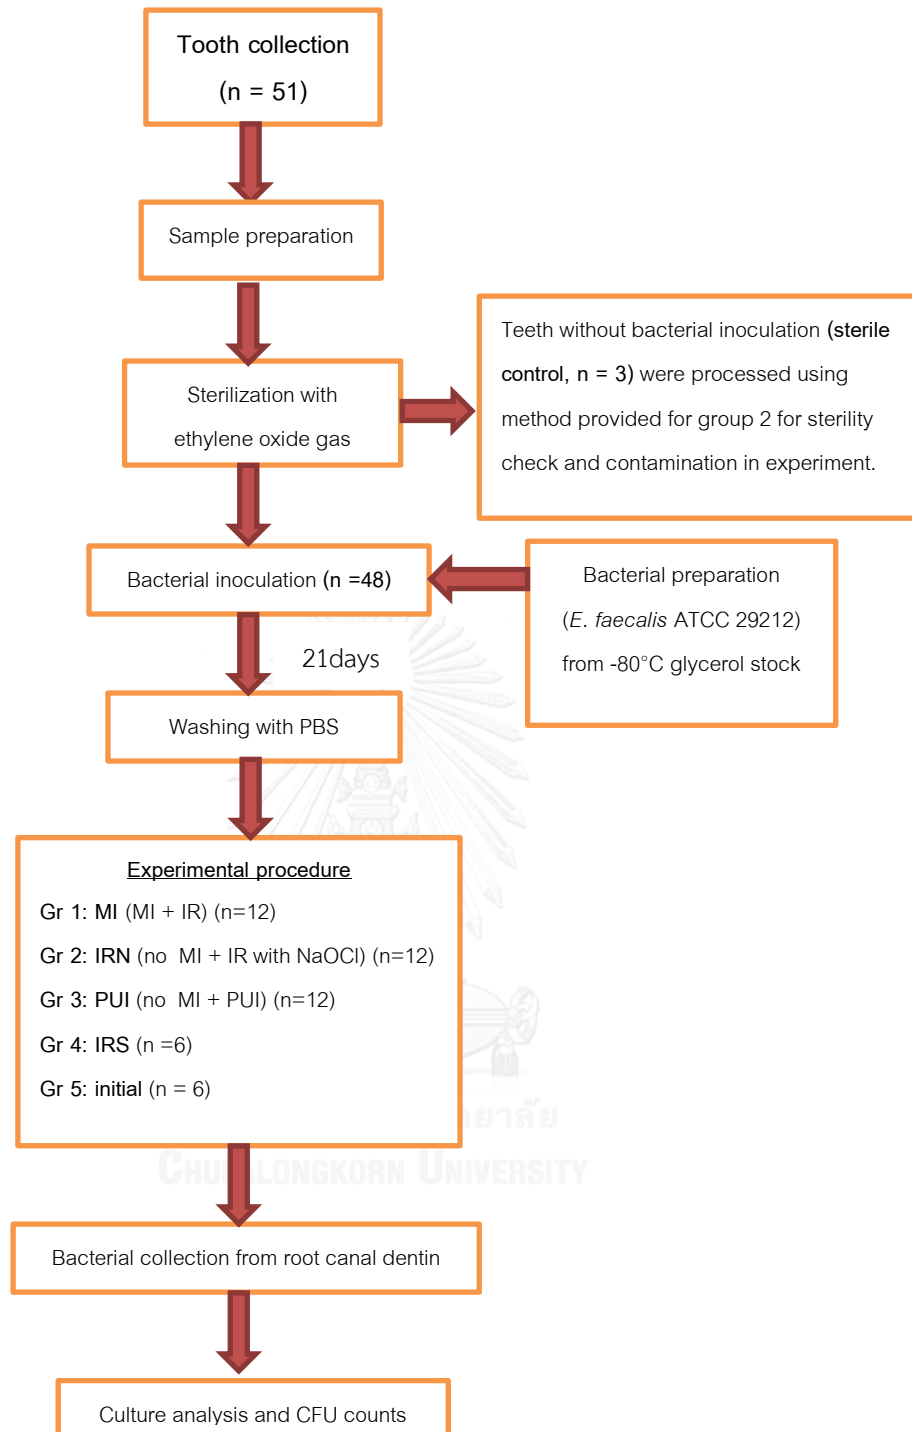 Tooth collection
(n = 51)
Sample preparation
Sterilization with
ethylene oxide gas
Teeth without bacterial inoculation (sterile
control, n = 3) were processed using
method provided for group 2 for sterility
check and contamination in experiment.
Bacterial inoculation (n =48)
Bacterial preparation
(E. faecalis ATCC 29212)
from -80°C glycerol stock
21days
Washing with PBS
Experimental procedure
Gr 1: MI (MI + IR) (n=12)
Gr 2: IRN (no  MI + IR with NaOCl) (n=12)
Gr 3: PUI (no  MI + PUI) (n=12)
Gr 4: IRS (n =6)
Gr 5: initial (n = 6)
UNIVERSITY
Bacterial collection from root canal dentin
Culture analysis and CFU counts